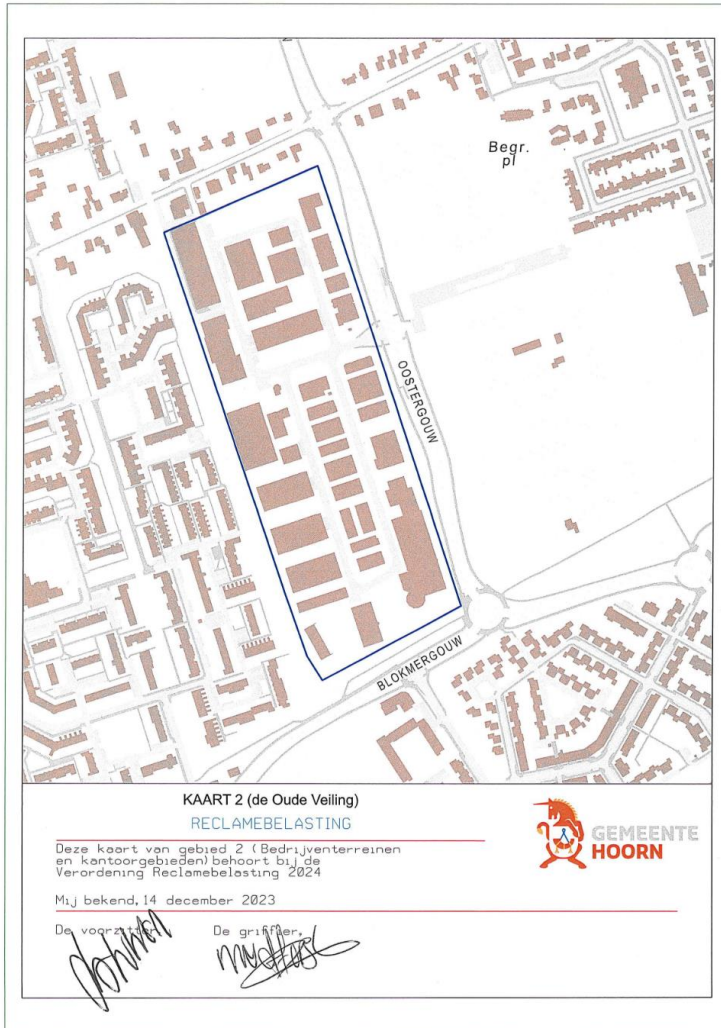 Begr.
pl
OOSTERGOUW
BLOKMERGOUW
KAART 2 (de Oude Veiling)
RECLAMEBELASTING
Deze kaart van gebied 2 (Bedrijventerreinen
en kantoorgebieden) behoort bij de
Verordening Reclamebelasting 2024
Mij bekend, 14 december 2023
De voorzitter, De griffier,
GEMEENTE
HOORN